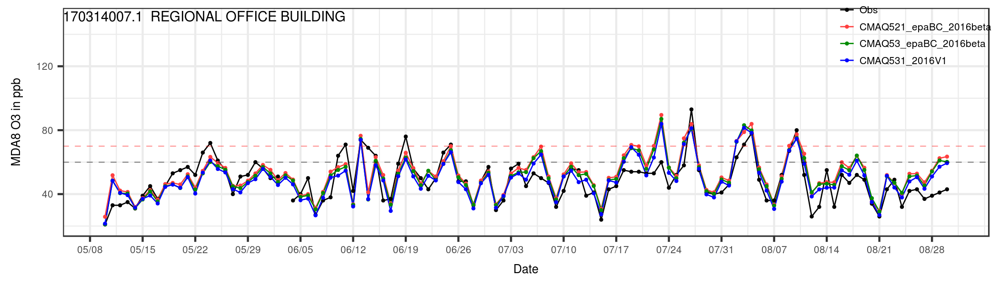 170314007.1  REGIONAL OFFICE BUILDING
Obs
CMAQ521_epaBC_2016beta
CMAQ53_epaBC_2016beta
CMAQ531_2016V1
MDA8 O3 in ppb
120
80
40
05/08 05/15 05/22 05/29 06/05 06/12 06/19 06/26 07/03 07/10 07/17 07/24 07/31 08/07 08/14 08/21 08/28
Date